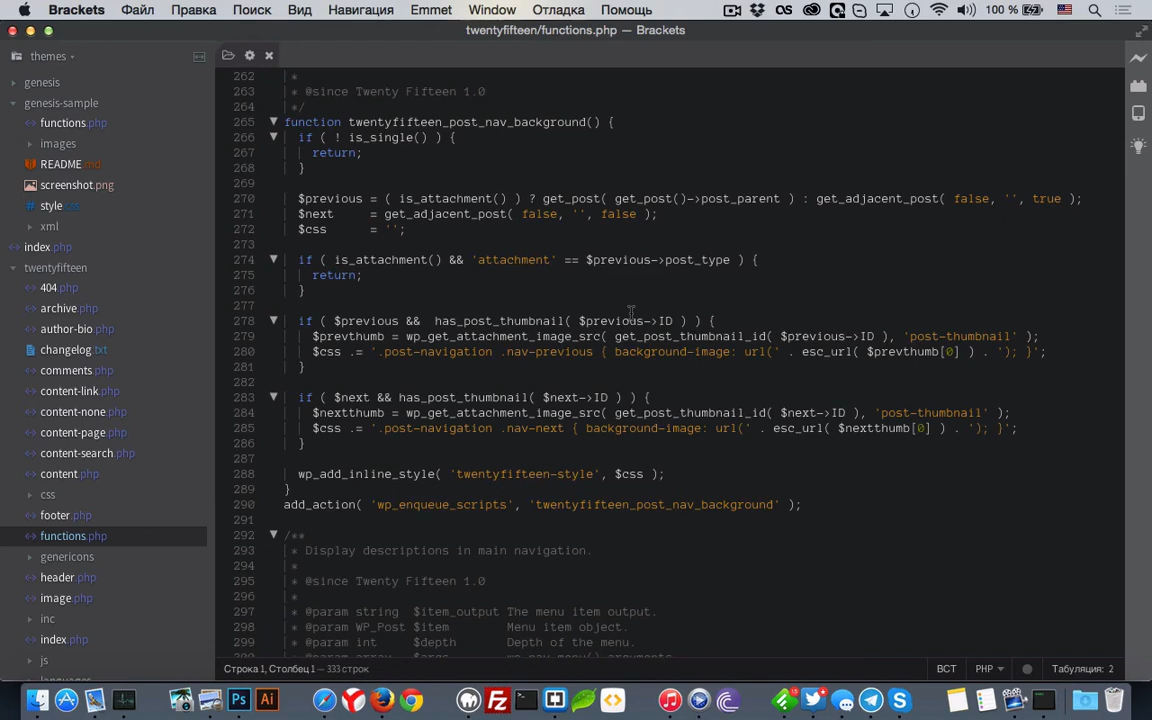 Brackets Файл Правка Поиск Вид Навигация Emmet Window Отладка Помощь 100 %
twentyfifteen/functions.php — Brackets
themes
genesis
genesis-sample
functions.php
images
README.md
screenshot.png
style.css
xml
index.php
twentyfifteen
404.php
archive.php
author-bio.php
changelog.txt
comments.php
content-link.php
content-none.php
content-page.php
content-search.php
content.php
css
footer.php
functions.php
genericons
header.php
image.php
inc
index.php
js
languages
262 *
263 * @since Twenty Fifteen 1.0
264 */
265 function twentyfifteen_post_nav_background() {
266 if ( ! is_single() ) {
267 return;
268 }
269
270 $previous = ( is_attachment() ) ? get_post( get_post()->post_parent ) : get_adjacent_post( false, '', true );
271 $next     = get_adjacent_post( false, '', false );
272 $css      = '';
273
274 if ( is_attachment() && 'attachment' == $previous->post_type ) {
275 return;
276 }
277
278 if ( $previous &&  has_post_thumbnail( $previous->ID ) ) {
279 $prevthumb = wp_get_attachment_image_src( get_post_thumbnail_id( $previous->ID ), 'post-thumbnail' );
280 $css .= '.post-navigation .nav-previous { background-image: url(' . esc_url( $prevthumb[0] ) . '); }';
281 }
282
283 if ( $next && has_post_thumbnail( $next->ID ) ) {
284 $nextthumb = wp_get_attachment_image_src( get_post_thumbnail_id( $next->ID ), 'post-thumbnail' );
285 $css .= '.post-navigation .nav-next { background-image: url(' . esc_url( $nextthumb[0] ) . '); }';
286 }
287
288 wp_add_inline_style( 'twentyfifteen-style', $css );
289 }
290 add_action( 'wp_enqueue_scripts', 'twentyfifteen_post_nav_background' );
291
292 /**
293 * Display descriptions in main navigation.
294 *
295 * @since Twenty Fifteen 1.0
296 *
297 * @param string  $item_output The menu item output.
298 * @param WP_Post $item        Menu item object.
299 * @param int     $depth       Depth of the menu.
300 * @param array   $args        wp_nav_menu() arguments
Строка 1, Столбец 1 — 333 строк ВСТ PHP Табуляция: 2